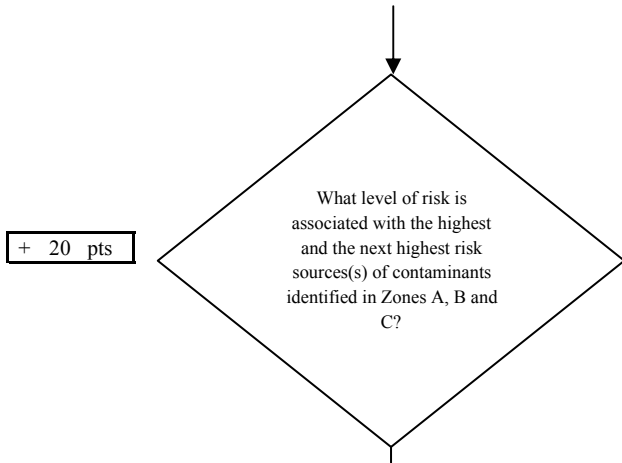 What level of risk is
associated with the highest
+ 20 pts
and the next highest risk
sources(s) of contaminants
identified in Zones A, B and
C?